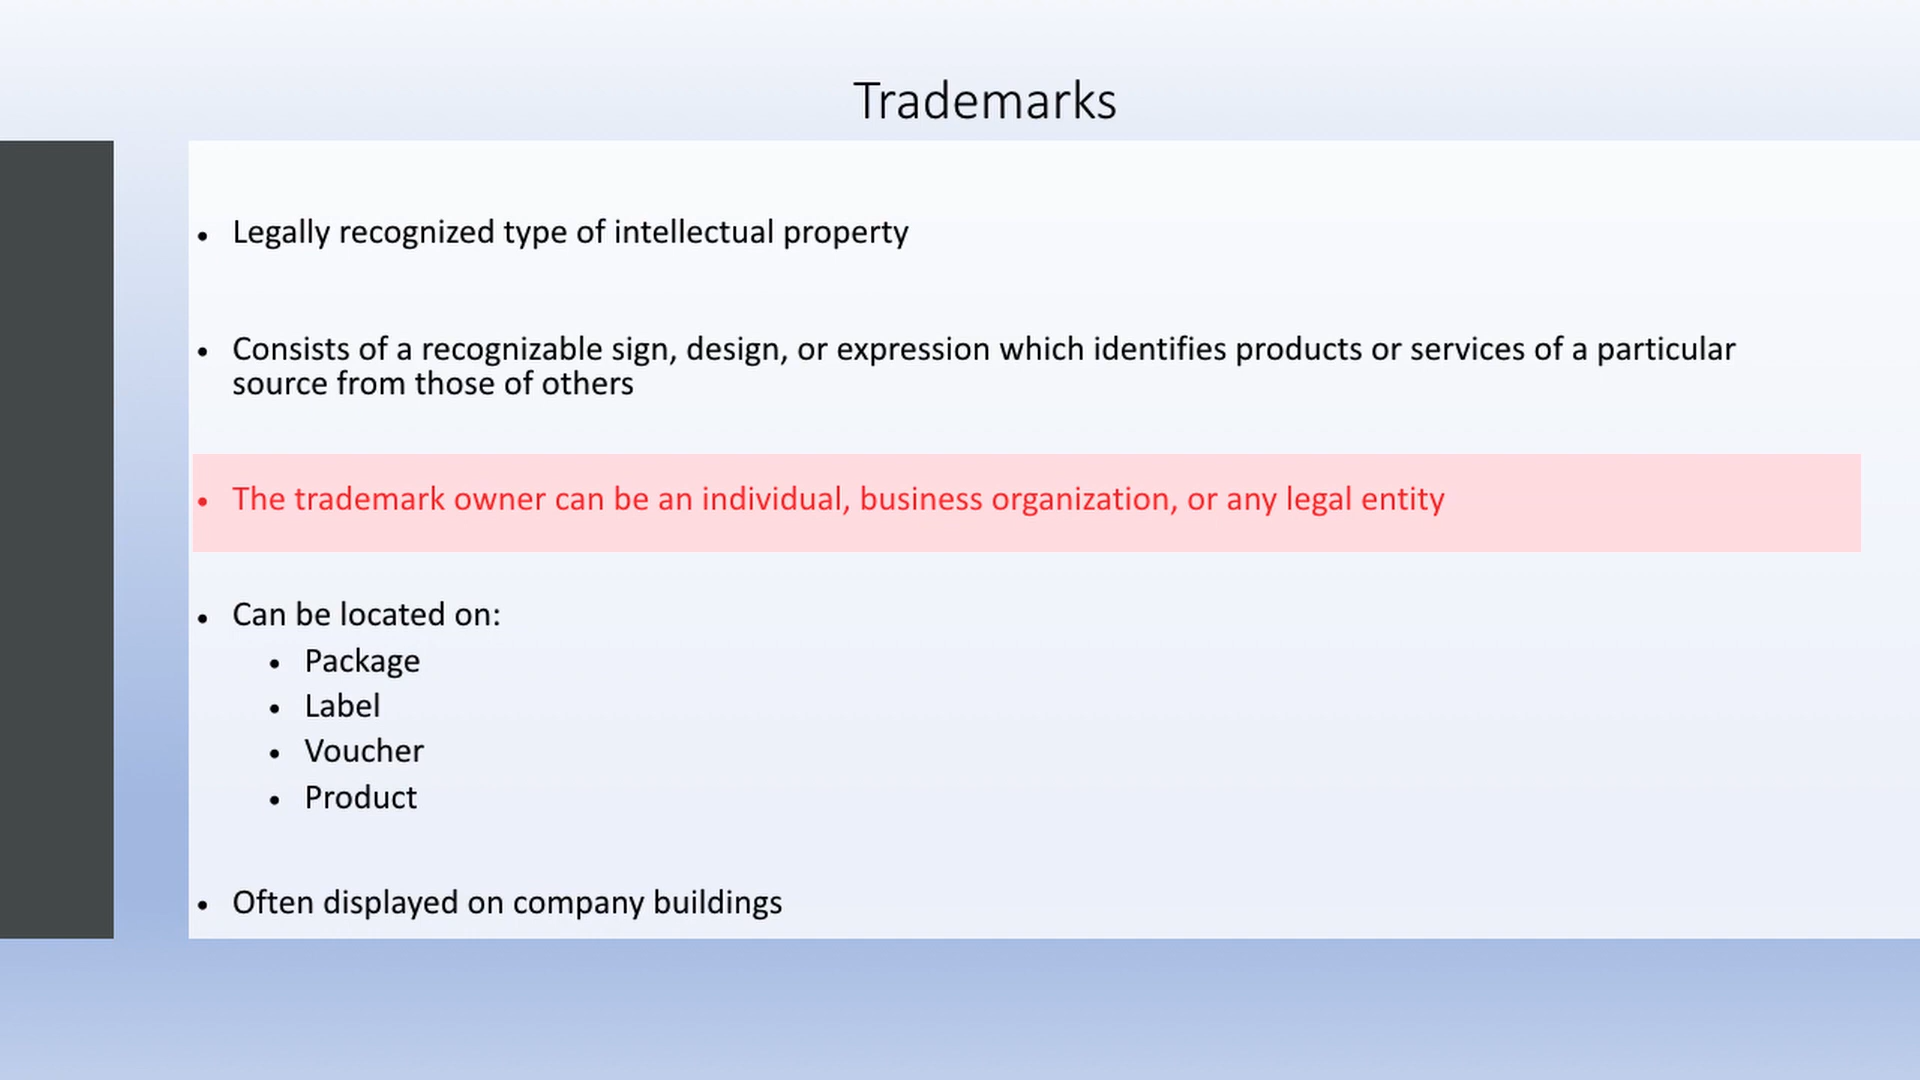 Trademarks
• Legally recognized type of intellectual property
• Consists of a recognizable sign, design, or expression which identifies products or services of a particular
source from those of others
• The trademark owner can be an individual, business organization, or any legal entity
• Can be located on:
• Package
• Label
• Voucher
• Product
• Often displayed on company buildings